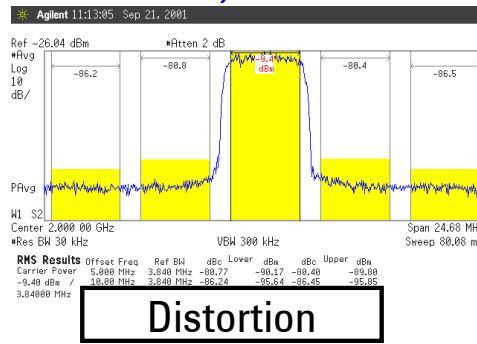 Agilent 11:13:05 Sep 21, 2001
Ref -26.04 dBm #Atten 2 dB
#Avg
Log
10
dB/
-86.2
-80.8
-9.4
dBm
-80.4
-86.5
PAvg
W1 S2
Center 2.000 00 GHz Span 24.68 MH
#Res BW 30 kHz VBW 300 kHz Sweep 80.08 m
RMS Results Offset Freq Ref BW dBc Lower dBm dBc Upper dBm
Carrier Power 5.000 MHz 3.840 MHz -80.77 -90.17 -80.40 -89.80
-9.40 dBm / 10.00 MHz 3.840 MHz -86.24 -95.64 -86.45 -95.85
3.84000 MHz
Distortion